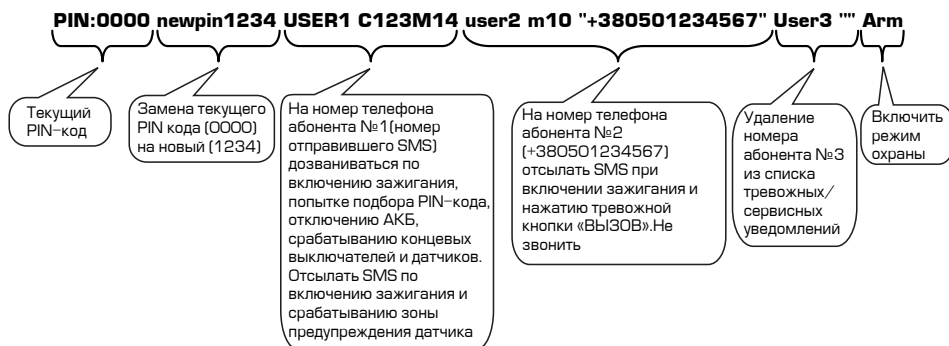 PIN:0000 newpin1234 USER1 C123M14 user2 m10 "+380501234567" User3 "" Arm
Текущий
PIN-код
Замена текущего
PIN кода (0000)
на новый (1234)
На номер телефона
абонента №1(номер
отправившего SMS)
дозваниваться по
включению зажигания,
попытке подбора PIN-кода,
отключению АКБ,
срабатыванию концевых
выключателей и датчиков.
Отсылать SMS по
включению зажигания и
срабатыванию зоны
предупреждения датчика
На номер телефона
абонента №2
(+380501234567)
отсылать SMS при
включении зажигания и
нажатию тревожной
кнопки «ВЫЗОВ».Не
звонить
Удаление
номера
абонента №3
из списка
тревожных/
сервисных
уведомлений
Включить
режим
охраны